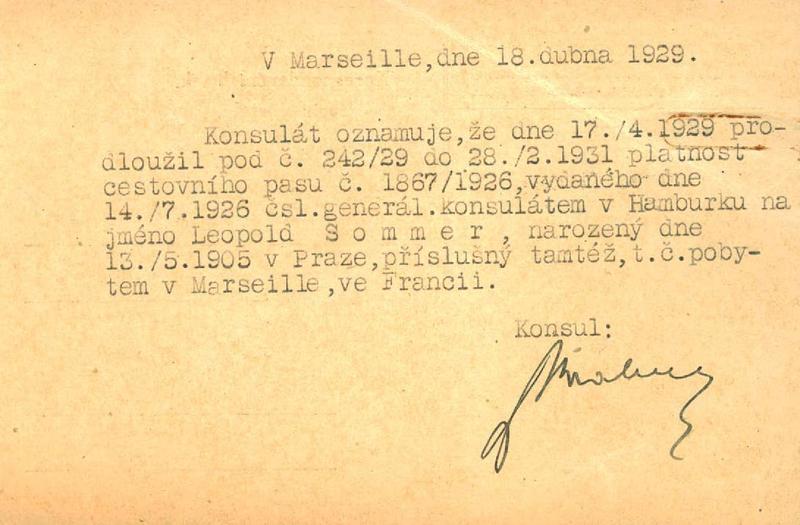 V Marseille,dne 18.dubna 1929.
Konsulát oznamuje,že dne 17./4.1929 pro-
dloužil pod č. 242/29 do 28./2.1931 platnost
cestovního pasu č. 1867/1926,vydaného dne
14./7.1926 čsl.generál.konsulátem v Hamburku na
jméno Leopold S o m m e r , narozený dne
13./5.1905 v Praze,příslušný tamtéž,t.č.poby-
tem v Marseille,ve Francii.
Konsul: